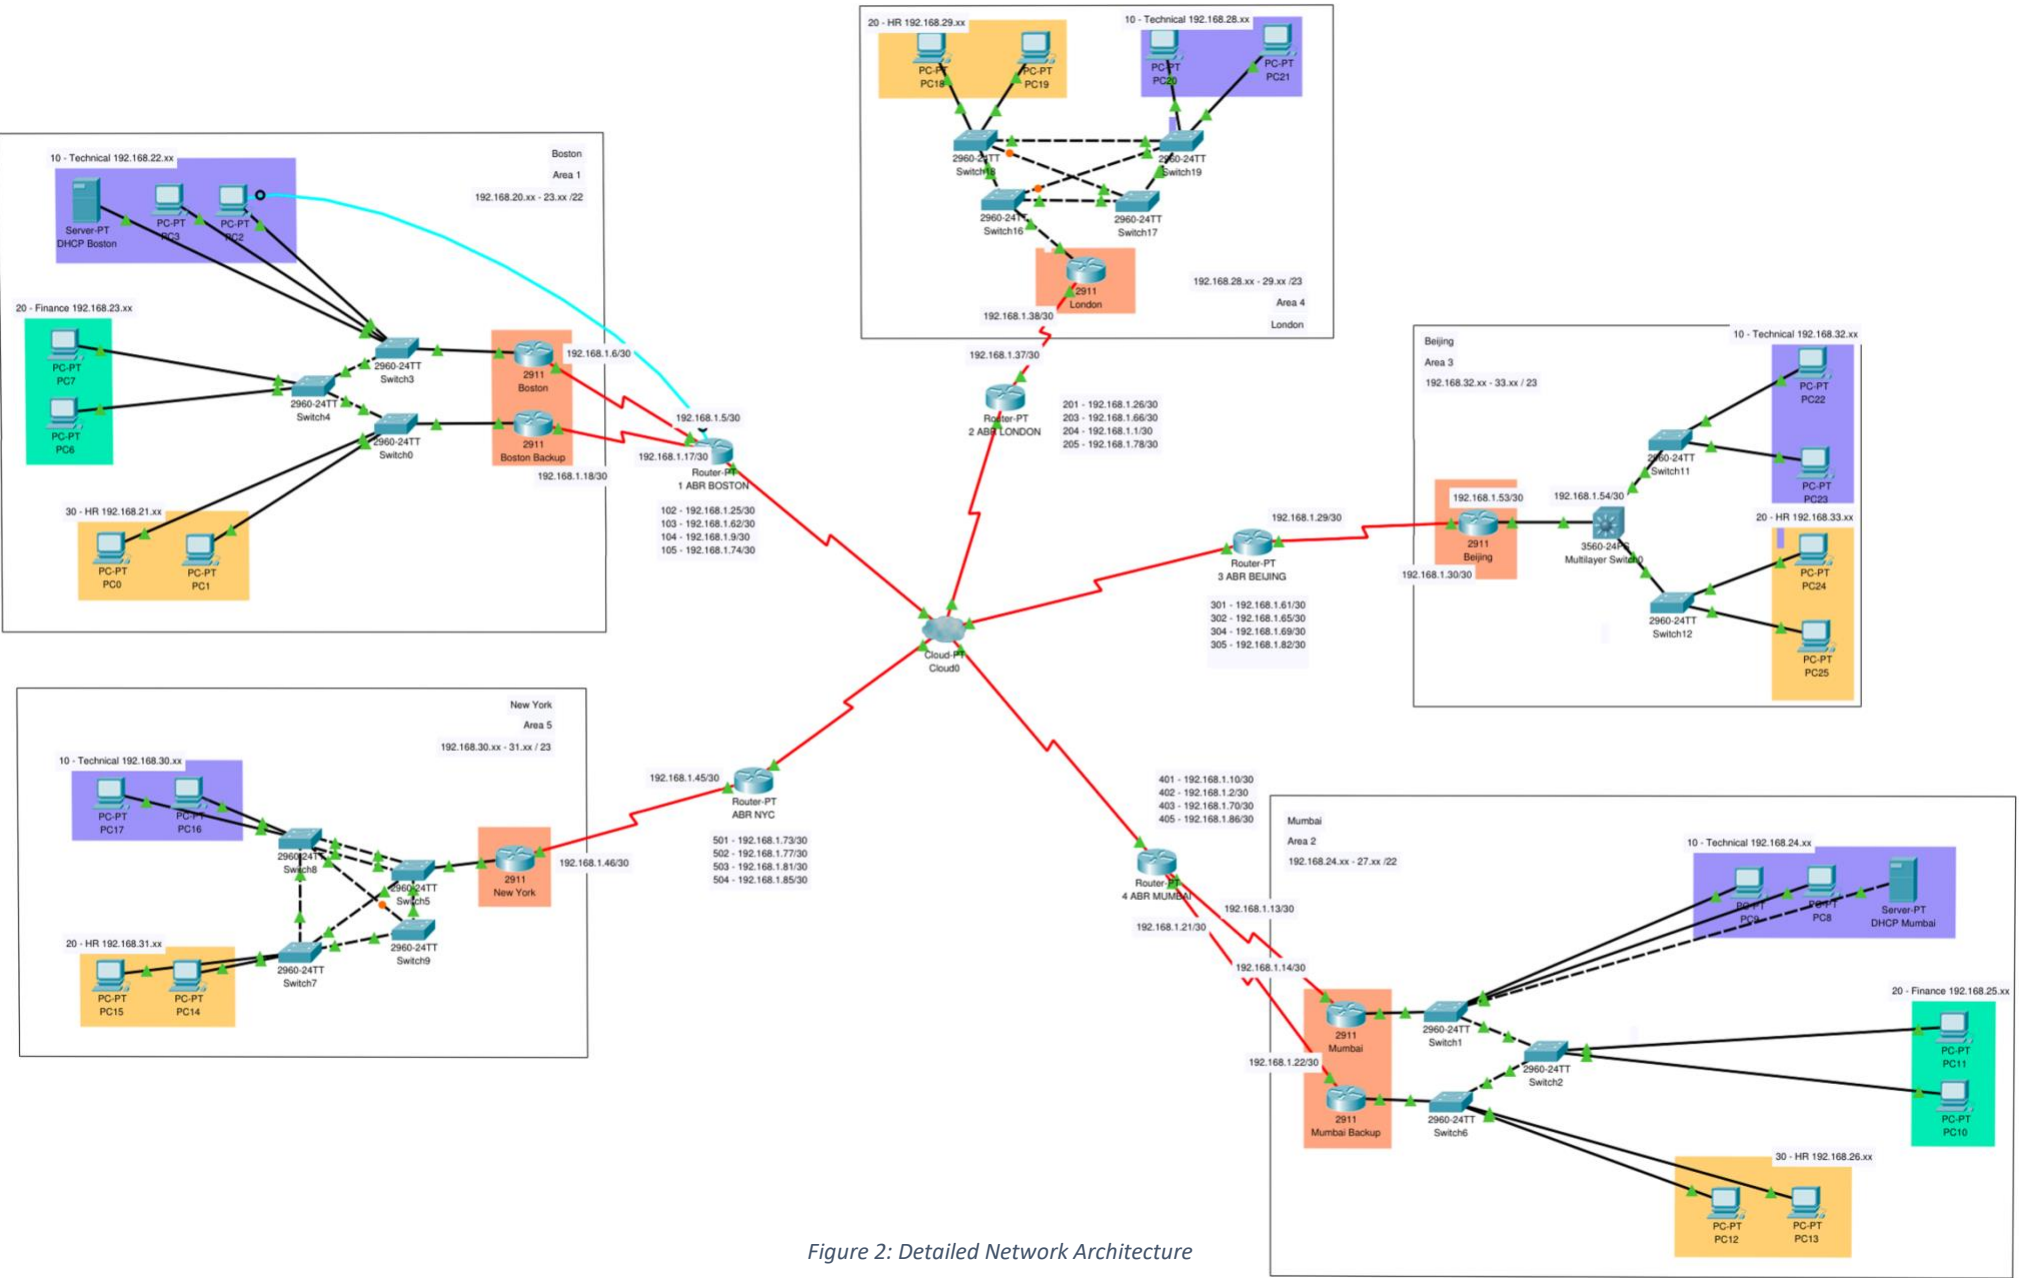 20 - HR 192.168.29.xx
10 - Technical 192.168.28.xx
PC-PT
PC18
PC-PT
PC19
PC-PT
PC20
PC-PT
PC21
2960-24TT
Switch18
2960-24TT
Switch19
2960-24TT
Switch16
2960-24TT
Switch17
2911
London
192.168.28.xx - 29.xx /23
Area 4
London
192.168.1.38/30
192.168.1.37/30
Router-PT
2 ABR LONDON
201 - 192.168.1.26/30
203 - 192.168.1.66/30
204 - 192.168.1.1/30
205 - 192.168.1.78/30
Boston
Area 1
192.168.20.xx - 23.xx /22
10 - Technical 192.168.22.xx
Server-PT
DHCP Boston
PC-PT
PC3
PC-PT
PC2
20 - Finance 192.168.23.xx
PC-PT
PC7
PC-PT
PC6
2960-24TT
Switch3
2960-24TT
Switch4
2960-24TT
Switch0
2911
Boston
2911
Boston Backup
192.168.1.6/30
192.168.1.5/30
192.168.1.17/30
192.168.1.18/30
Router-PT
1 ABR BOSTON
102 - 192.168.1.25/30
103 - 192.168.1.62/30
104 - 192.168.1.9/30
105 - 192.168.1.74/30
30 - HR 192.168.21.xx
PC-PT
PC0
PC-PT
PC1
Beijing
Area 3
192.168.32.xx - 33.xx / 23
10 - Technical 192.168.32.xx
PC-PT
PC22
PC-PT
PC23
2960-24TT
Switch11
192.168.1.53/30
192.168.1.54/30
2911
Beijing
3560-24PS
Multilayer Switch0
192.168.1.29/30
192.168.1.30/30
Router-PT
3 ABR BEIJING
301 - 192.168.1.61/30
302 - 192.168.1.65/30
304 - 192.168.1.69/30
305 - 192.168.1.82/30
20 - HR 192.168.33.xx
PC-PT
PC24
PC-PT
PC25
2960-24TT
Switch12
Cloud-PT
Cloud0
New York
Area 5
192.168.30.xx - 31.xx / 23
10 - Technical 192.168.30.xx
PC-PT
PC17
PC-PT
PC16
2960-24TT
Switch8
2960-24TT
Switch5
2960-24TT
Switch9
2960-24TT
Switch7
2911
New York
192.168.1.45/30
192.168.1.46/30
Router-PT
ABR NYC
501 - 192.168.1.73/30
502 - 192.168.1.77/30
503 - 192.168.1.81/30
504 - 192.168.1.85/30
20 - HR 192.168.31.xx
PC-PT
PC15
PC-PT
PC14
401 - 192.168.1.10/30
402 - 192.168.1.2/30
403 - 192.168.1.70/30
405 - 192.168.1.86/30
Router-PT
4 ABR MUMBAI
192.168.1.13/30
192.168.1.21/30
192.168.1.14/30
192.168.1.22/30
Mumbai
Area 2
192.168.24.xx - 27.xx /22
10 - Technical 192.168.24.xx
PC-PT
PC9
PC-PT
PC8
Server-PT
DHCP Mumbai
2911
Mumbai
2911
Mumbai Backup
2960-24TT
Switch1
2960-24TT
Switch2
2960-24TT
Switch6
20 - Finance 192.168.25.xx
PC-PT
PC11
PC-PT
PC10
30 - HR 192.168.26.xx
PC-PT
PC12
PC-PT
PC13
Figure 2: Detailed Network Architecture